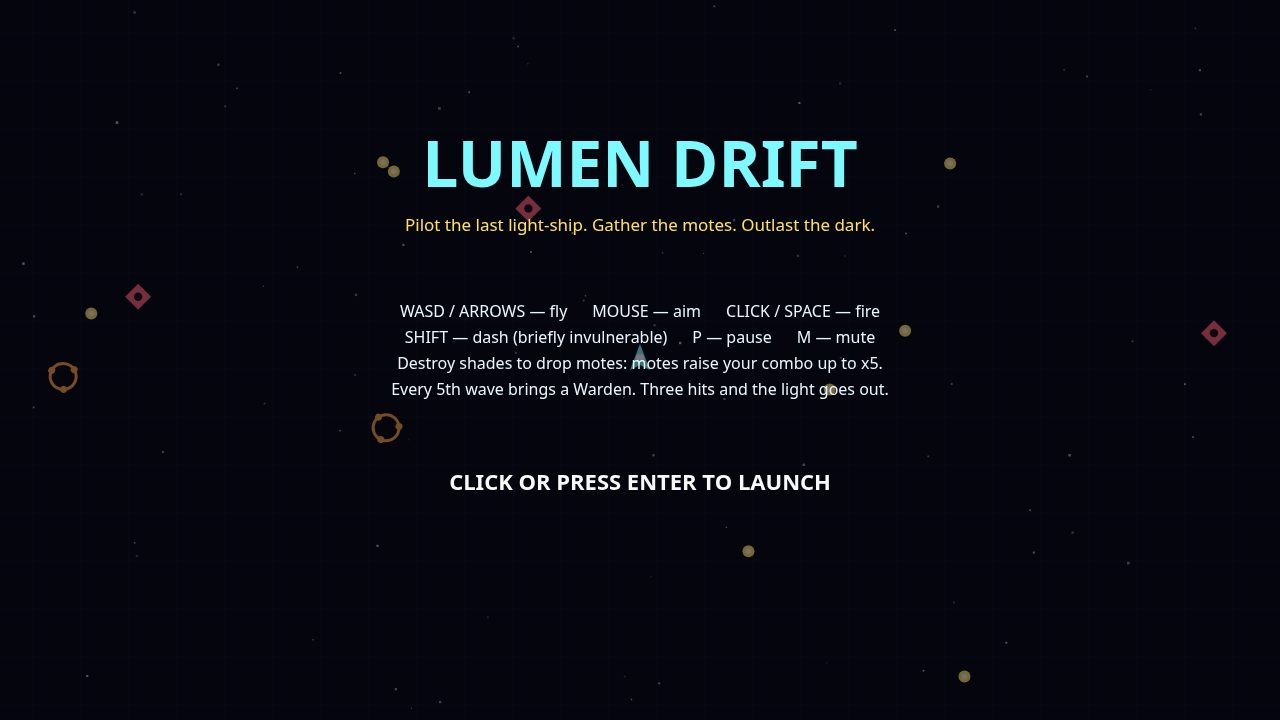 LUMEN DRIFT
Pilot the last light-ship. Gather the motes. Outlast the dark.
WASD / ARROWS — fly MOUSE — aim CLICK / SPACE — fire
SHIFT — dash (briefly invulnerable) P — pause M — mute
Destroy shades to drop motes: motes raise your combo up to x5.
Every 5th wave brings a Warden. Three hits and the light goes out.
CLICK OR PRESS ENTER TO LAUNCH